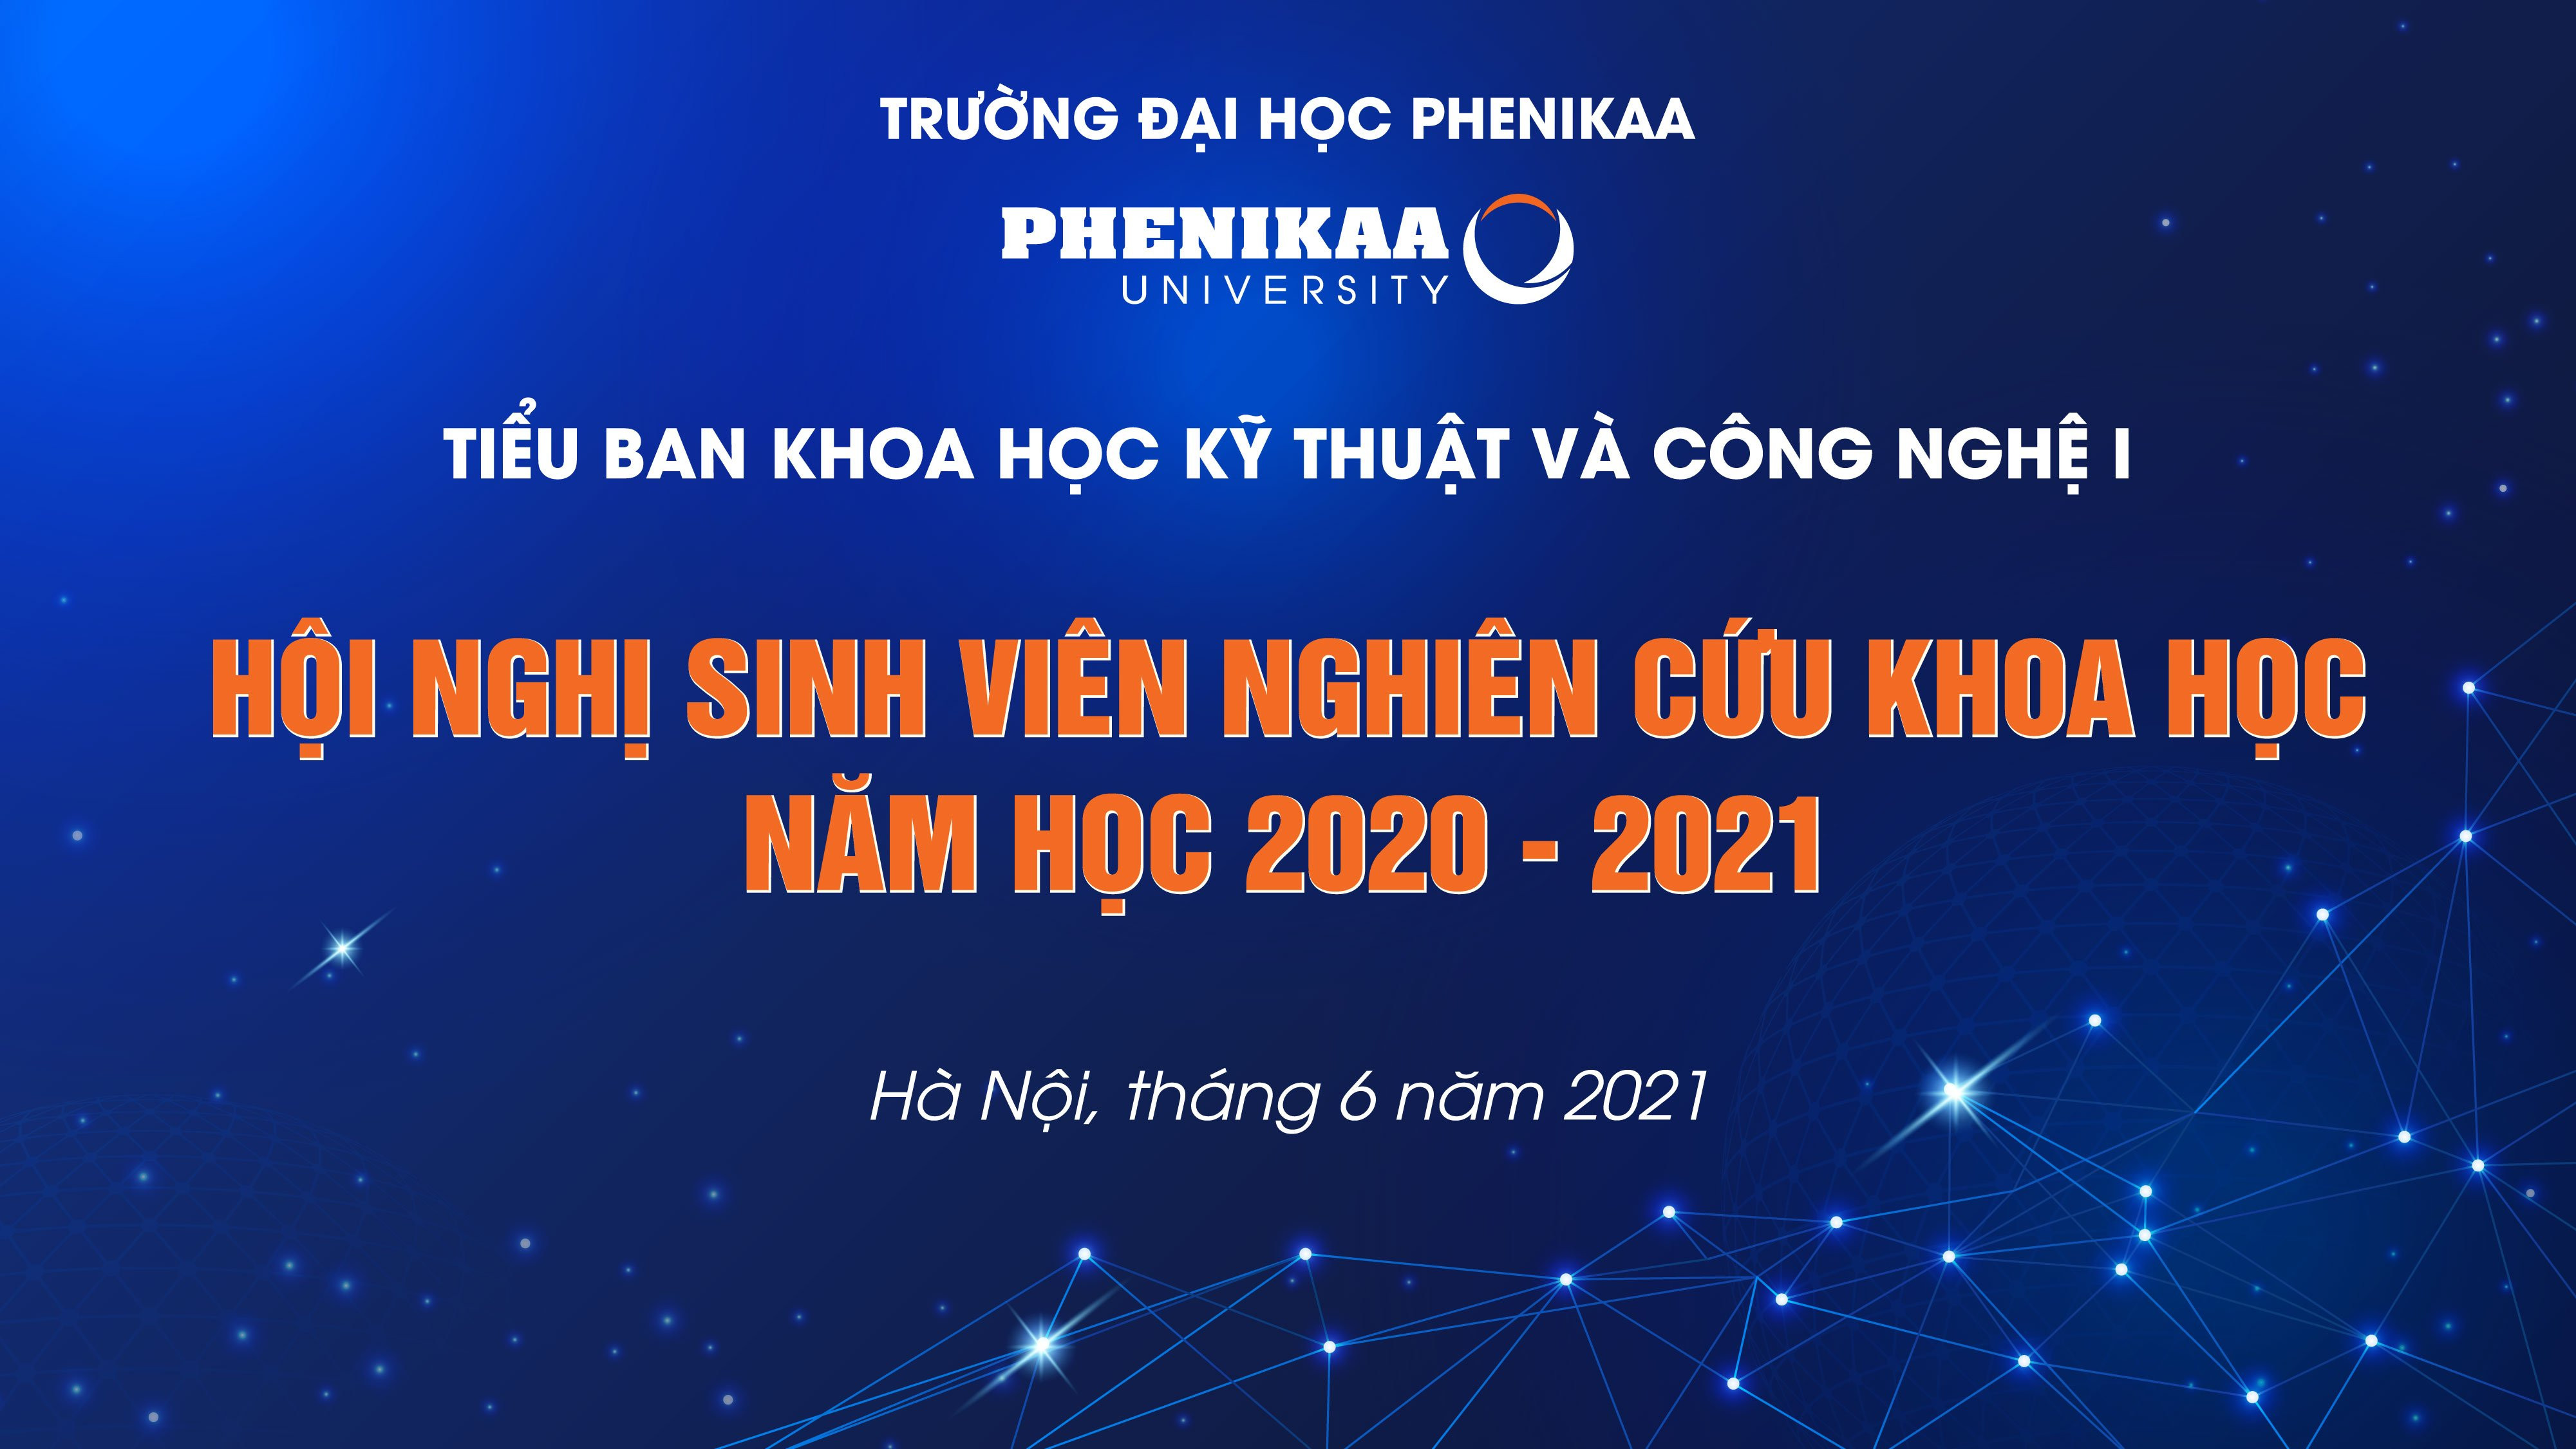 TRƯỜNG ĐẠI HỌC PHENIKAA
PHENIKAA
UNIVERSITY
TIỂU BAN KHOA HỌC KỸ THUẬT VÀ CÔNG NGHỆ I
HỘI NGHỊ SINH VIÊN NGHIÊN CỨU KHOA HỌC
NĂM HỌC 2020 - 2021
Hà Nội, tháng 6 năm 2021